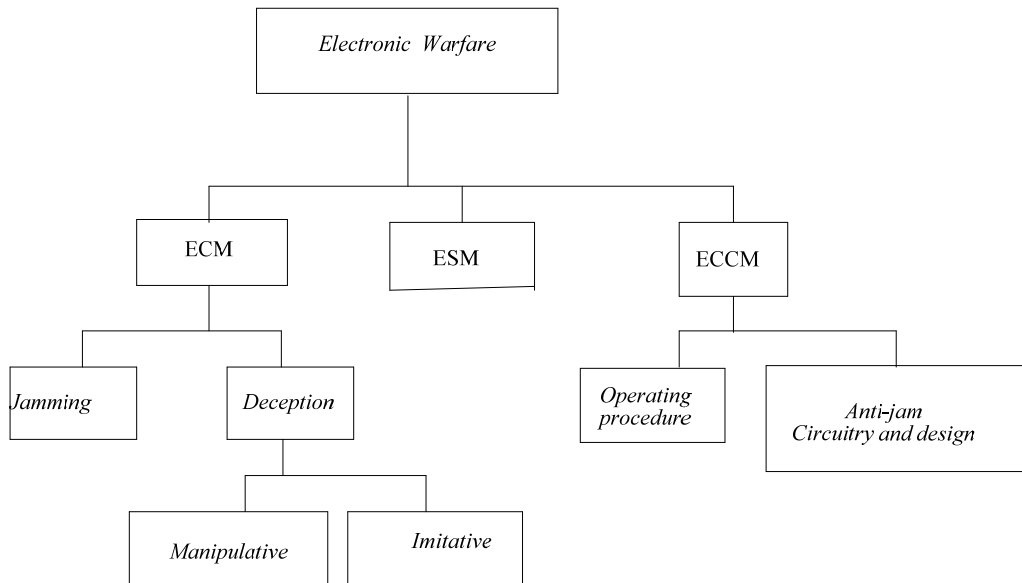 Electronic Warfare
ECM
ESM
ECCM
Jamming
Deception
Operating
procedure
Anti-jam
Circuitry and design
Manipulative
Imitative